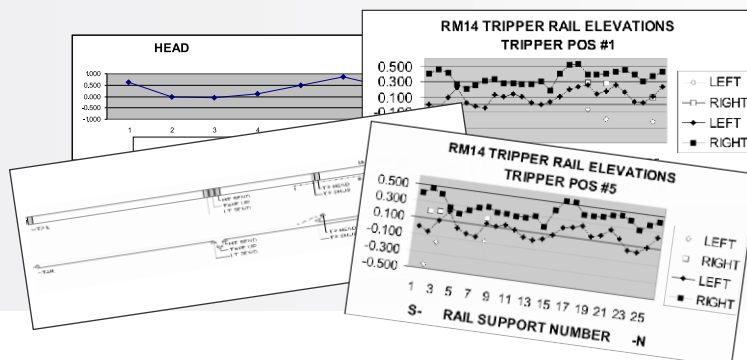 HEAD
1.000
0.500
0.000
-0.500
-1.000
1 2 3 4
RM14 TRIPPER RAIL ELEVATIONS
TRIPPER POS #1
0.500
0.300
0.100
-0.100
LEFT
RIGHT
LEFT
RIGHT
RM14 TRIPPER RAIL ELEVATIONS
TRIPPER POS #5
0.500
0.300
0.100
-0.100
-0.300
-0.500
1 3 5 7 9 11 13 15 17 19 21 23 25
S- RAIL SUPPORT NUMBER -N
LEFT
RIGHT
LEFT
RIGHT